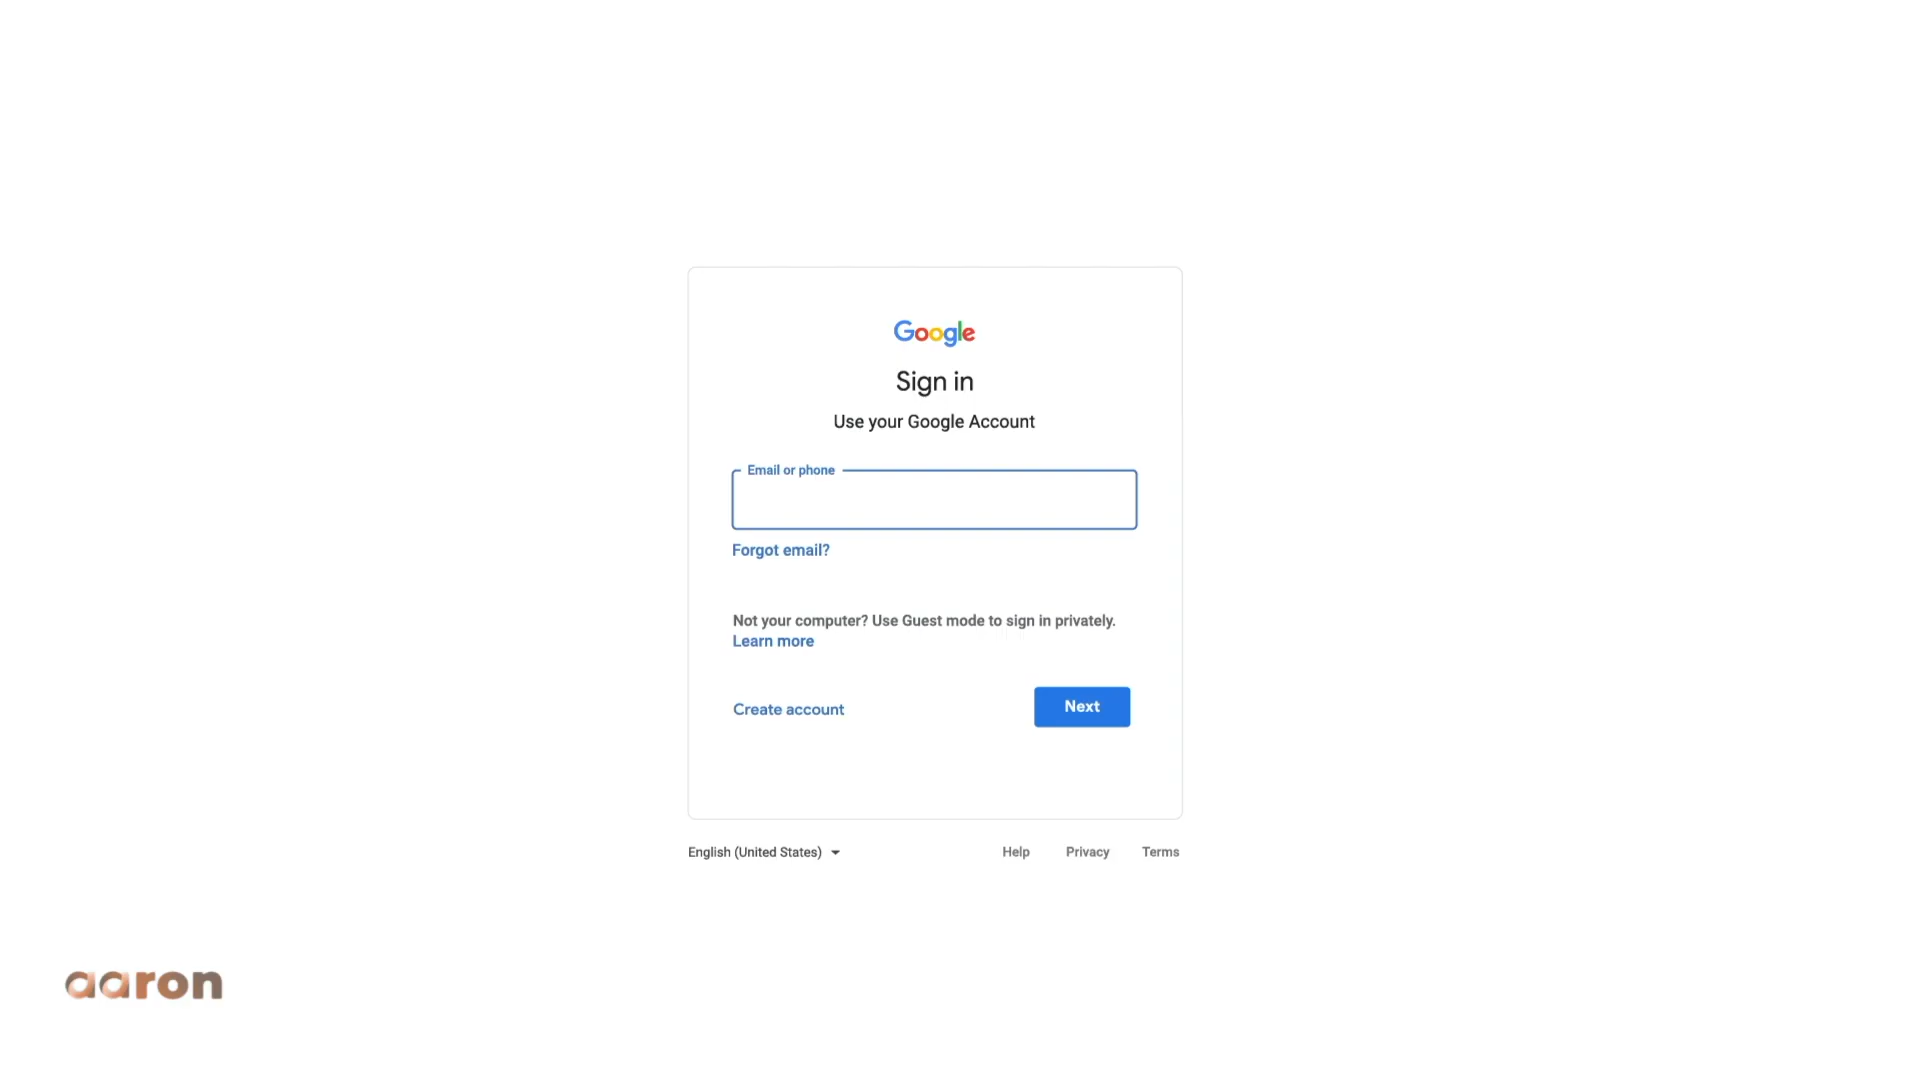 Google
Sign in
Use your Google Account
Email or phone
Forgot email?
Not your computer? Use Guest mode to sign in privately.
Learn more
Create account
Next
English (United States)
Help
Privacy
Terms
aaron